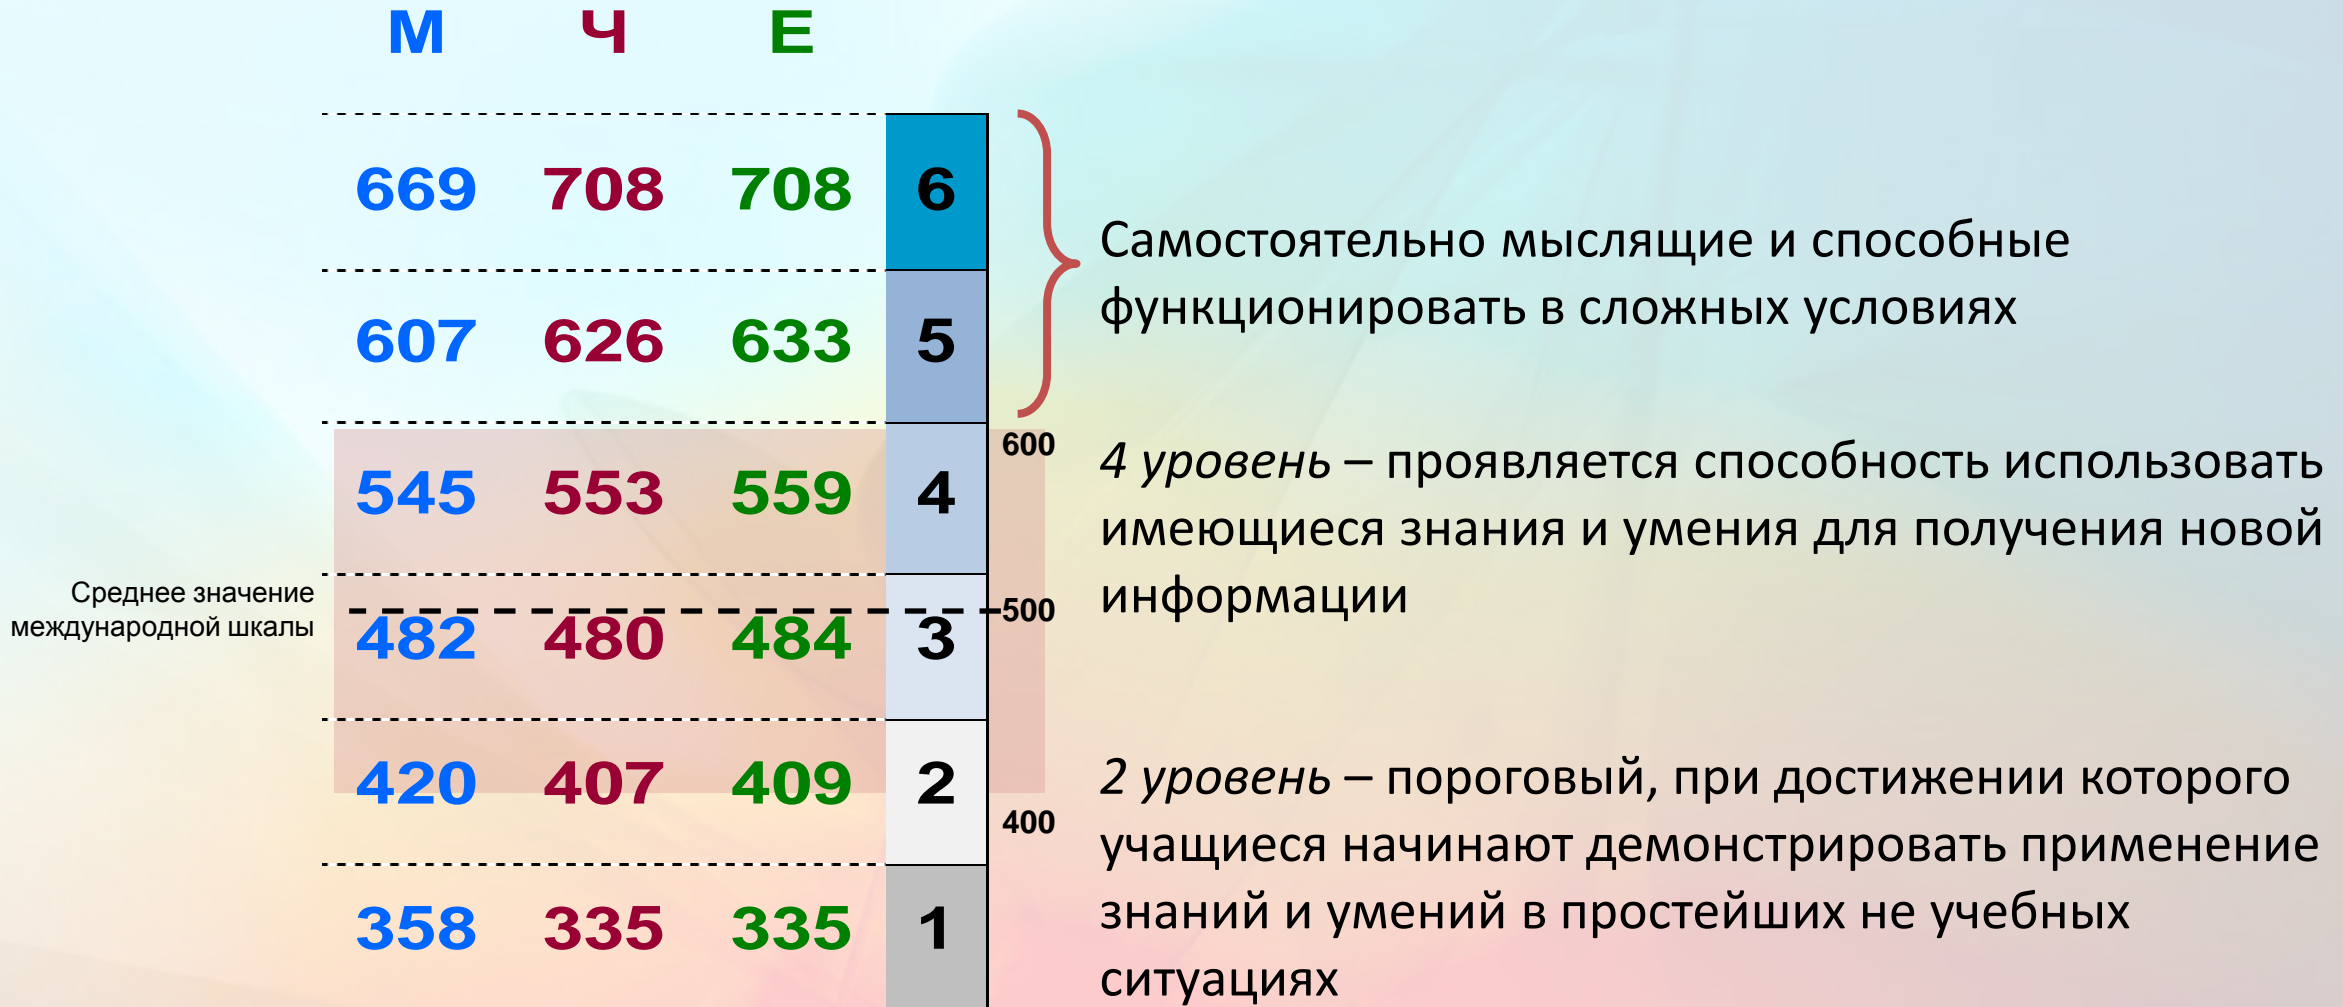 М Ч Е
669 708 708 6
607 626 633 5
Самостоятельно мыслящие и способные
функционировать в сложных условиях
600
545 553 559 4
4 уровень – проявляется способность использовать
имеющиеся знания и умения для получения новой
информации
Среднее значение
международной шкалы
500
482 480 484 3
420 407 409 2
400
2 уровень – пороговый, при достижении которого
учащиеся начинают демонстрировать применение
знаний и умений в простейших не учебных
ситуациях
358 335 335 1